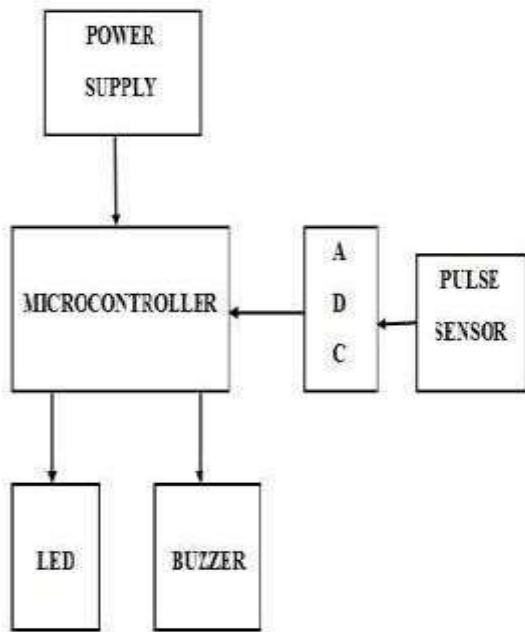 POWER
SUPPLY
MICROCONTROLLER
A
D
C
PULSE
SENSOR
LED
BUZZER